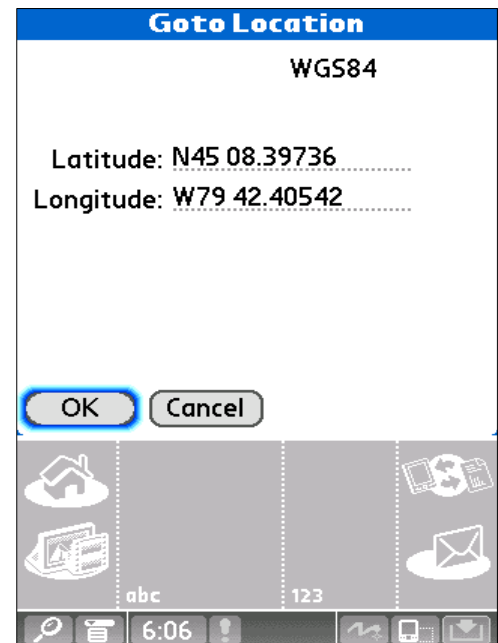 Goto Location
WGS84
Latitude: N45 08.39736
Longitude: W79 42.40542
OK Cancel
abc 123
6:06